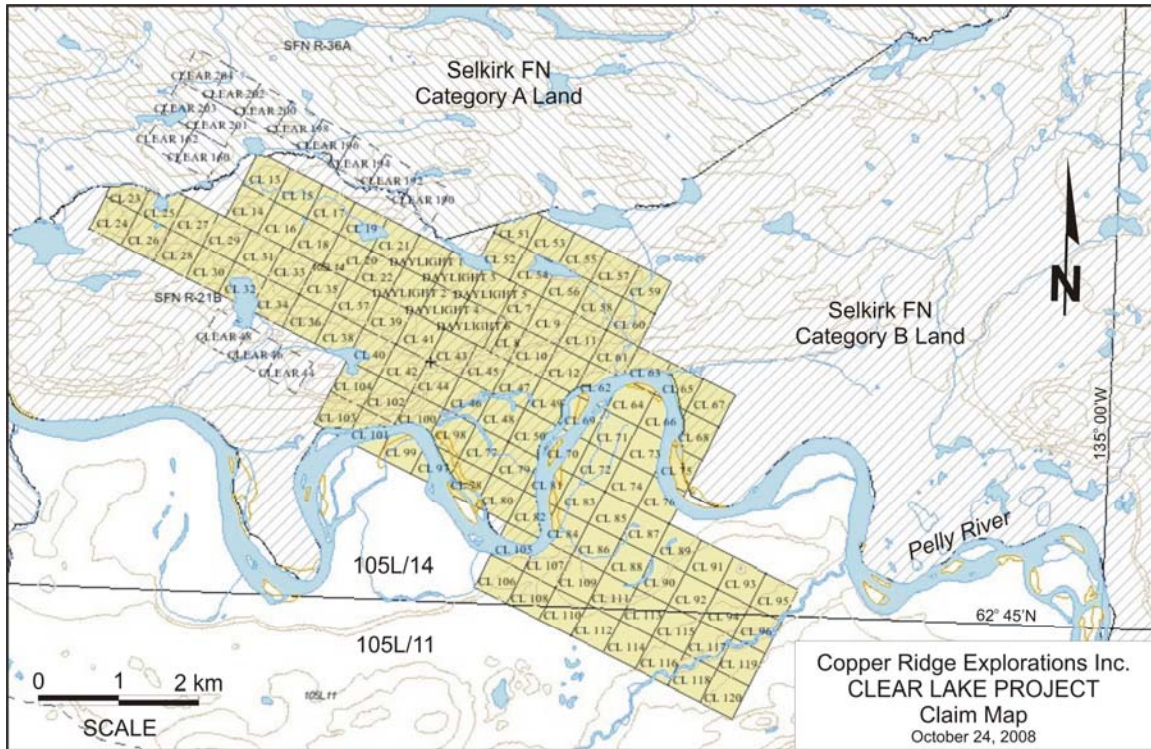 SFN R-36A
Selkirk FN
Category A Land
CLEAR 204
CLEAR 202
CLEAR 203
CLEAR 200
CLEAR 201
CLEAR 198
CLEAR 162
CLEAR 196
CLEAR 160
CLEAR 194
CLEAR 192
CLEAR 190
CL 13
CL 15
CL 23
CL 14
CL 17
CL 25
CL 24
CL 27
CL 16
CL 19
CL 51
CL 26
CL 29
CL 18
CL 21
CL 53
CL 28
CL 31
CL 20
DAYLIGHT 1
CL 52
CL 55
105L 14
CL 30
CL 33
CL 22
DAYLIGHT 3
CL 54
CL 57
SFN R-21B
CL 32
CL 35
DAYLIGHT 2
DAYLIGHT 5
CL 56
CL 59
CL 34
CL 37
DAYLIGHT 4
CL 7
CL 58
CL 36
CL 39
DAYLIGHT 6
CL 9
CL 60
Selkirk FN
Category B Land
N
CLEAR 48
CL 38
CL 41
CL 8
CL 11
CLEAR 46
CL 40
CL 43
CL 10
CL 61
CLEAR 44
CL 42
CL 45
CL 12
CL 63
CL 104
CL 44
CL 47
CL 62
CL 65
CL 102
CL 46
CL 49
CL 64
CL 67
CL 103
CL 100
CL 48
CL 69
CL 66
CL 101
CL 98
CL 50
CL 71
CL 68
CL 99
CL 77
CL 70
CL 73
CL 97
CL 79
CL 72
CL 75
CL 81
CL 74
CL 80
CL 83
CL 76
CL 82
CL 85
CL 84
CL 87
CL 105
CL 86
CL 89
CL 107
CL 88
CL 91
CL 106
CL 109
CL 90
CL 93
CL 108
CL 111
CL 92
CL 95
CL 110
CL 113
CL 94
CL 112
CL 115
CL 96
CL 114
CL 117
CL 116
CL 119
CL 118
CL 120
135° 00'W
Pelly River
105L/14
62° 45'N
105L/11
105L 11
0 1 2 km
SCALE
Copper Ridge Explorations Inc.
CLEAR LAKE PROJECT
Claim Map
October 24, 2008